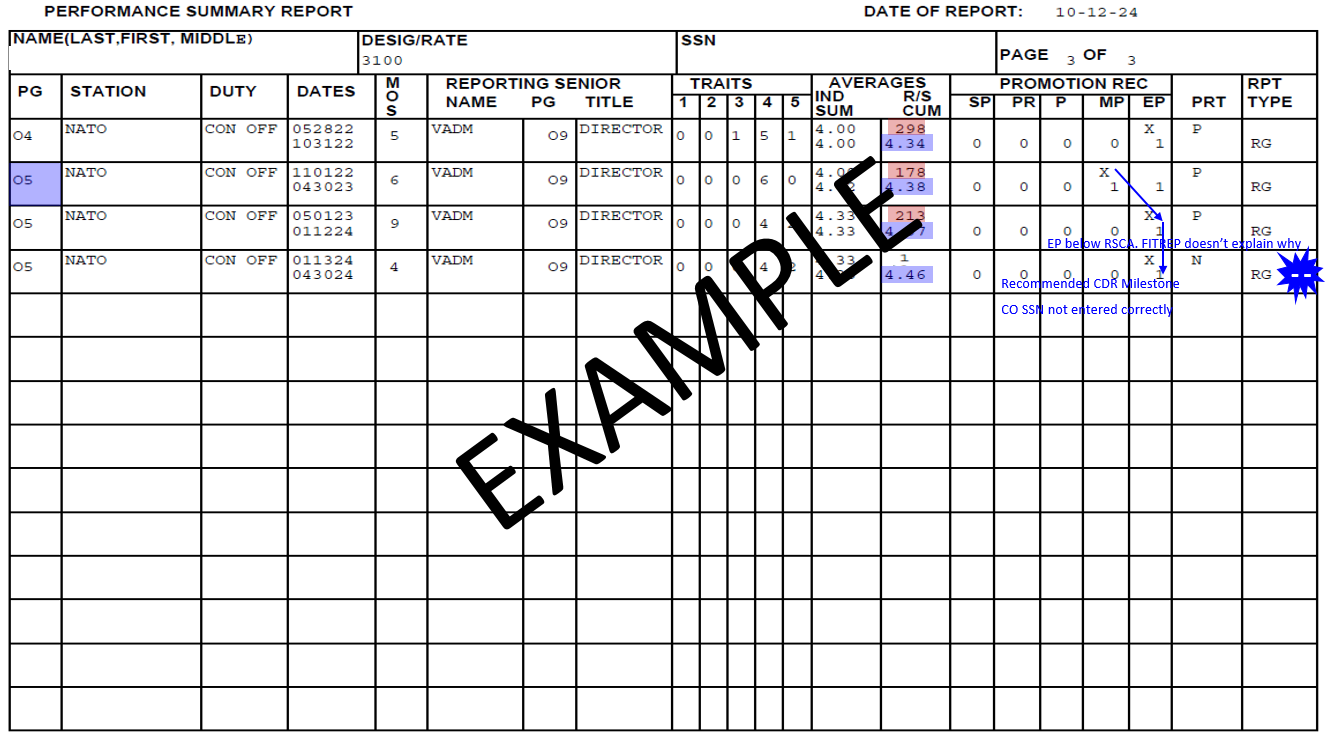 PERFORMANCE SUMMARY REPORT DATE OF REPORT: 10-12-24
NAME(LAST,FIRST, MIDDLE) DESIG/RATE SSN
3100 PAGE 3 OF 3
PG STATION DUTY DATES MOS REPORTING SENIOR TRAITS AVERAGES PROMOTION REC RPT
NAME PG TITLE 1 2 3 4 5 IND SUM R/S CUM SP PR P MP EP PRT TYPE
O4 NATO CON OFF 052822 5 VADM O9 DIRECTOR 0 0 1 5 1 4.00 298 X P
103122 4.00 4.34 0 0 0 0 1 RG
O5 NATO CON OFF 110122 6 VADM O9 DIRECTOR 0 0 0 6 0 178 X P
043023 4.38 0 0 0 1 1 RG
O5 NATO CON OFF 050123 9 VADM O9 DIRECTOR 0 0 0 4 4.33 213 X P
011224 4.33 0 0 0 0 1 RG
EP below RSCA. FITREP doesn't explain why
O5 NATO CON OFF 011324 4 VADM O9 DIRECTOR 0 0 4 2 1 X N
043024 4.46 0 0 0 0 1 RG --
Recommended CDR Milestone
CO SSN not entered correctly
EXAMPLE